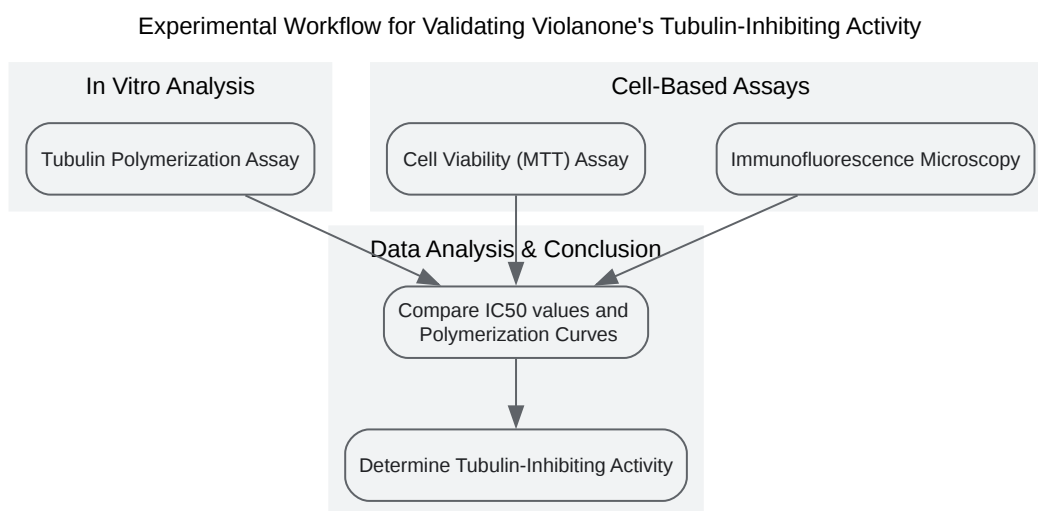 Experimental Workflow for Validating Violanone's Tubulin-Inhibiting Activity
In Vitro Analysis
Cell-Based Assays
Tubulin Polymerization Assay
Cell Viability (MTT) Assay
Immunofluorescence Microscopy
Data Analysis & Conclusion
Compare IC50 values and
Polymerization Curves
Determine Tubulin-Inhibiting Activity